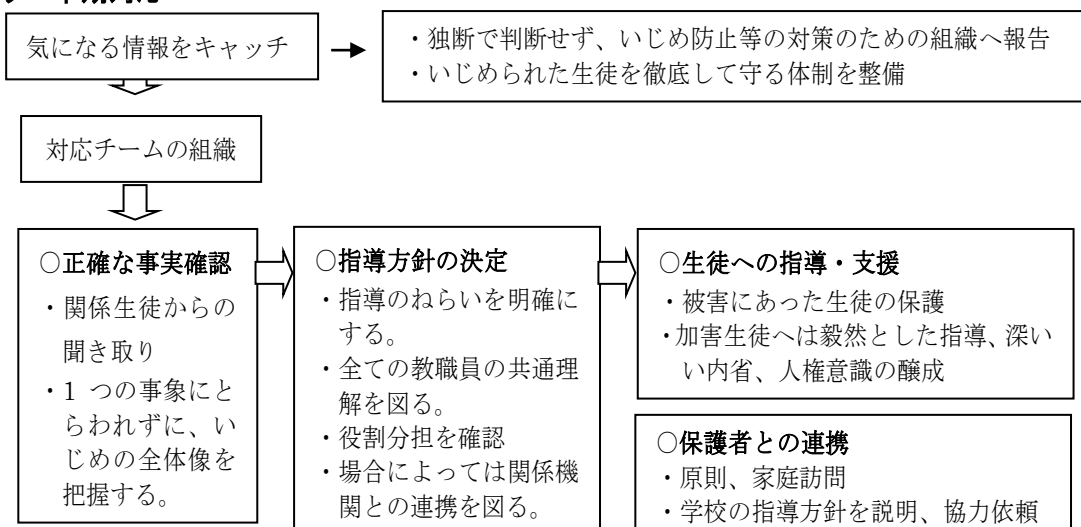 気になる情報をキャッチ
・独断で判断せず、いじめ防止等の対策のための組織へ報告
・いじめられた生徒を徹底して守る体制を整備
対応チームの組織
○正確な事実確認
・関係生徒からの
聞き取り
・1 つの事象にと
らわれずに、い
じめの全体像を
把握する。
○指導方針の決定
・指導のねらいを明確に
する。
・全ての教職員の共通理
解を図る。
・役割分担を確認
・場合によっては関係機
関との連携を図る。
○生徒への指導・支援
・被害にあった生徒の保護
・加害生徒へは毅然とした指導、深い
い内省、人権意識の醸成
○保護者との連携
・原則、家庭訪問
・学校の指導方針を説明、協力依頼